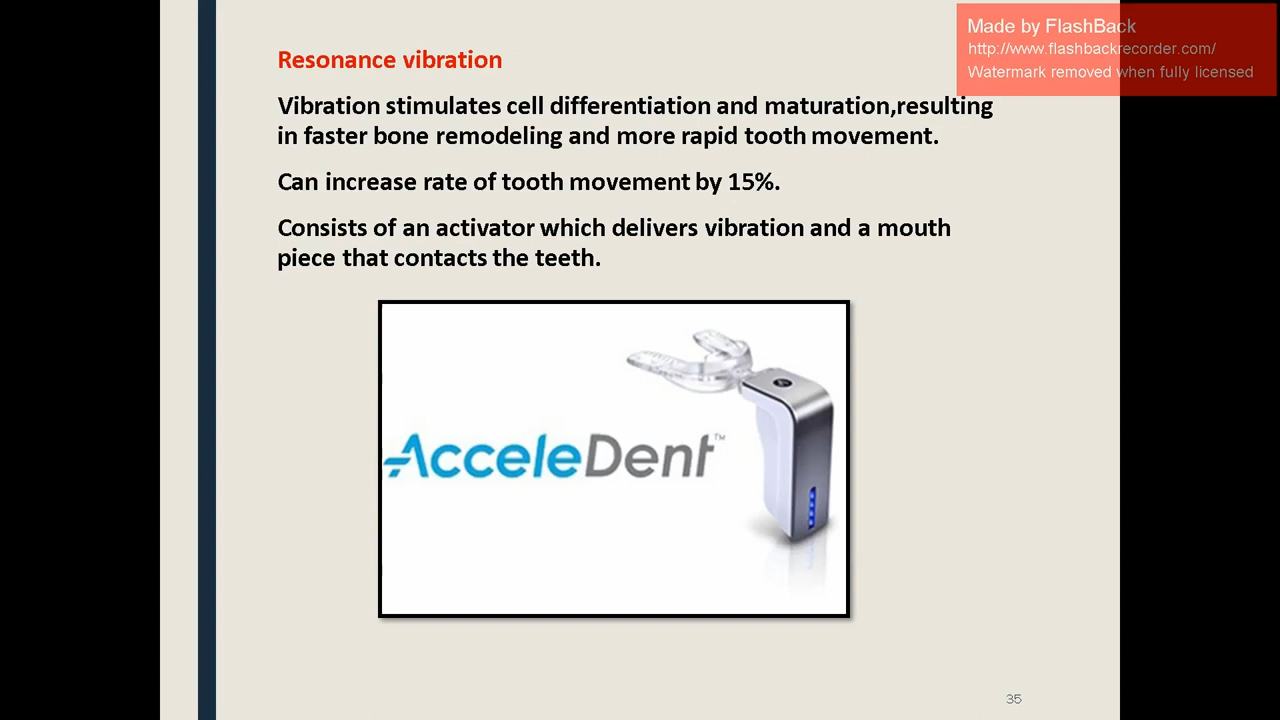 Made by FlashBack
http://www.flashbackrecorder.com/
Watermark removed when fully licensed
Resonance vibration
Vibration stimulates cell differentiation and maturation,resulting
in faster bone remodeling and more rapid tooth movement.
Can increase rate of tooth movement by 15%.
Consists of an activator which delivers vibration and a mouth
piece that contacts the teeth.
AcceleDent™
35